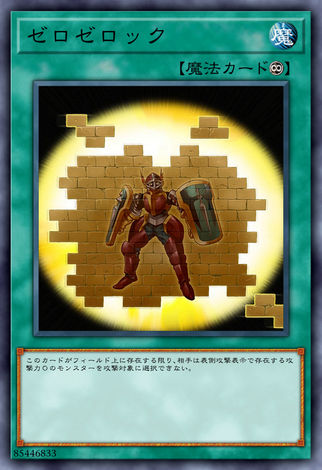 ゼロゼロック
魔
【魔法カード♾】
このカードがフィールド上に存在する限り、相手は表側攻撃表示で存在する攻
撃力０のモンスターを攻撃対象に選択できない。
85446833